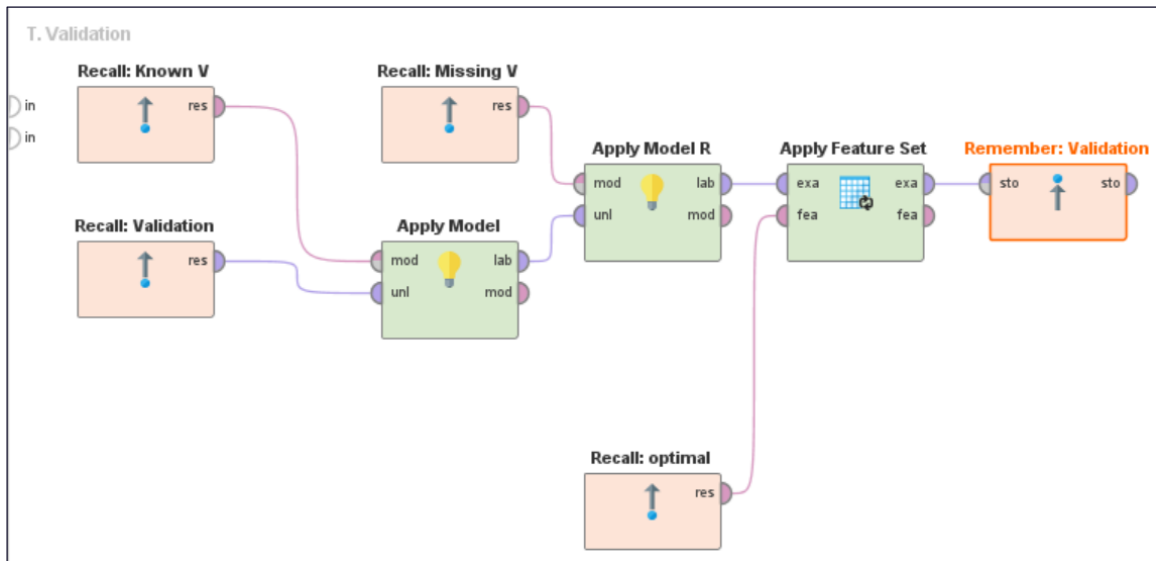 T. Validation
Recall: Known V
Recall: Missing V
in
res
res
in
Apply Model R
Apply Feature Set
Remember: Validation
mod
lab
exa
exa
sto
sto
unl
mod
fea
fea
Recall: Validation
Apply Model
res
mod
lab
unl
mod
Recall: optimal
res